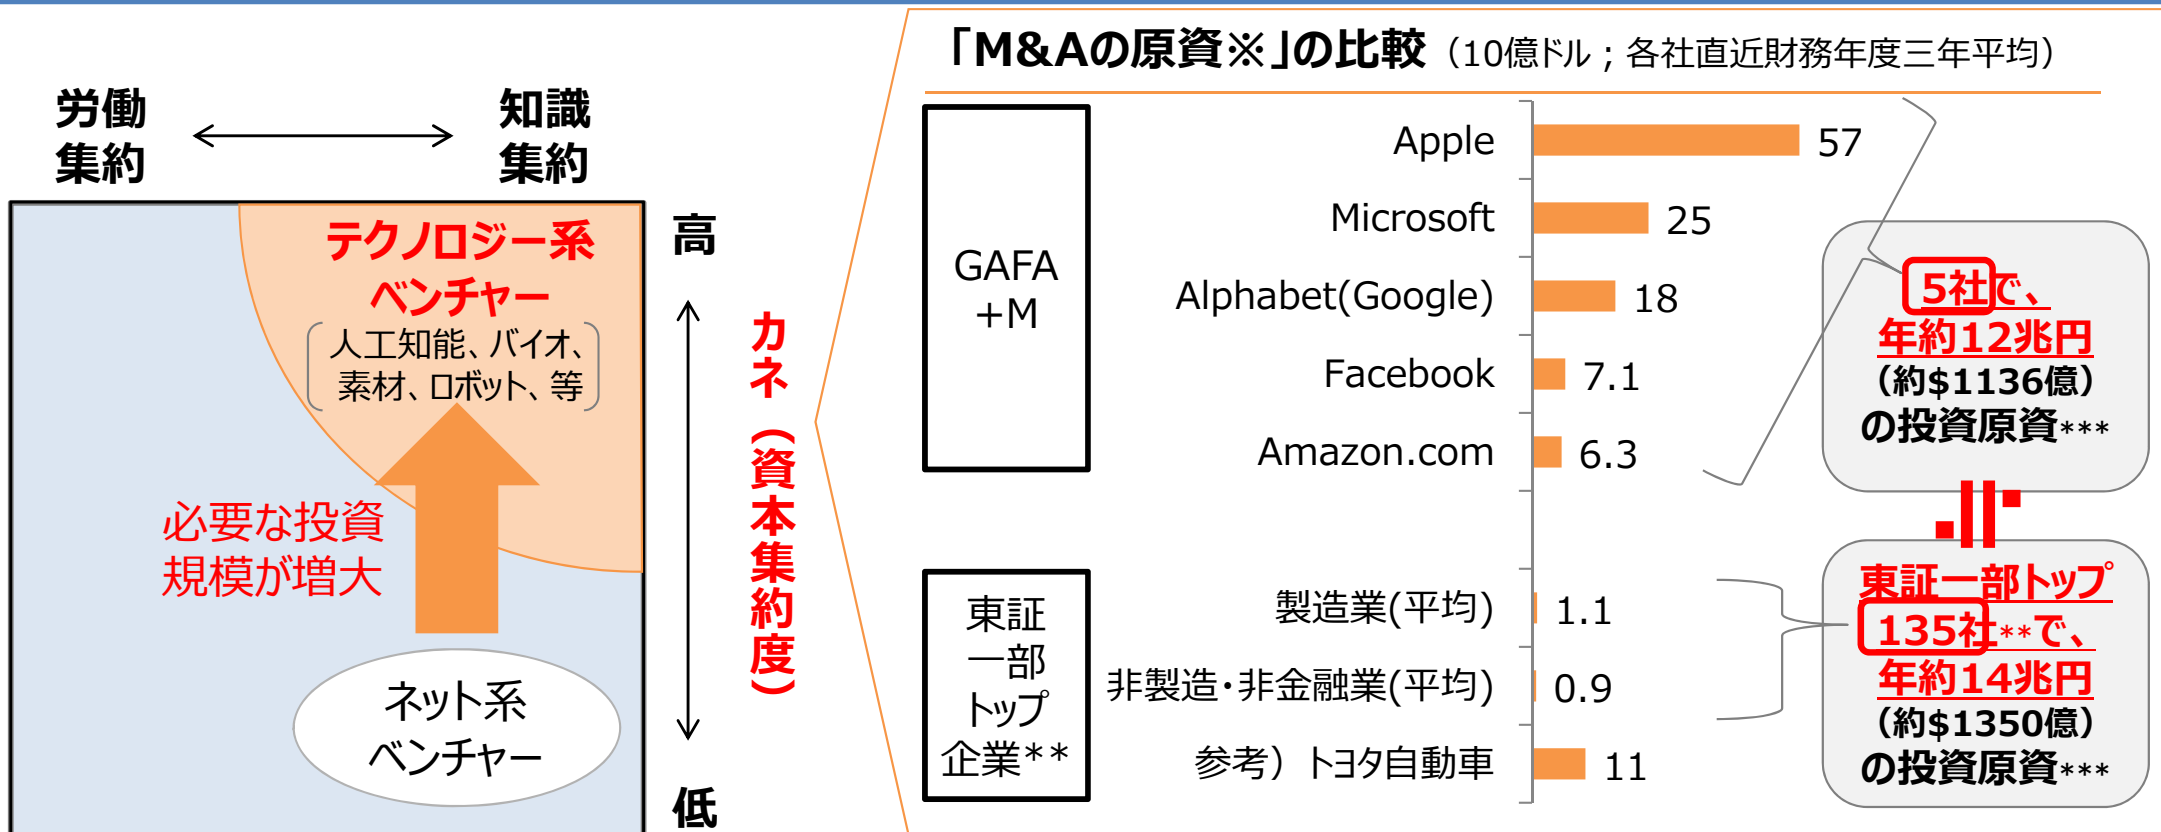 「M&Aの原資※」の比較（10億ドル；各社直近財務年度三年平均）
労働
集約
知識
集約
テクノロジー系
ベンチャー
人工知能、バイオ、
素材、ロボット、等
必要な投資
規模が増大
ネット系
ベンチャー
高
カネ（資本集約度）
低
GAFA
+M
Apple 57
Microsoft 25
Alphabet(Google) 18
Facebook 7.1
Amazon.com 6.3
東証
一部
トップ
企業**
製造業(平均) 1.1
非製造・非金融業(平均) 0.9
参考）トヨタ自動車 11
5社で、
年約12兆円
（約$1136億）
の投資原資***
東証一部トップ
135社**で、
年約14兆円
（約$1350億）
の投資原資***